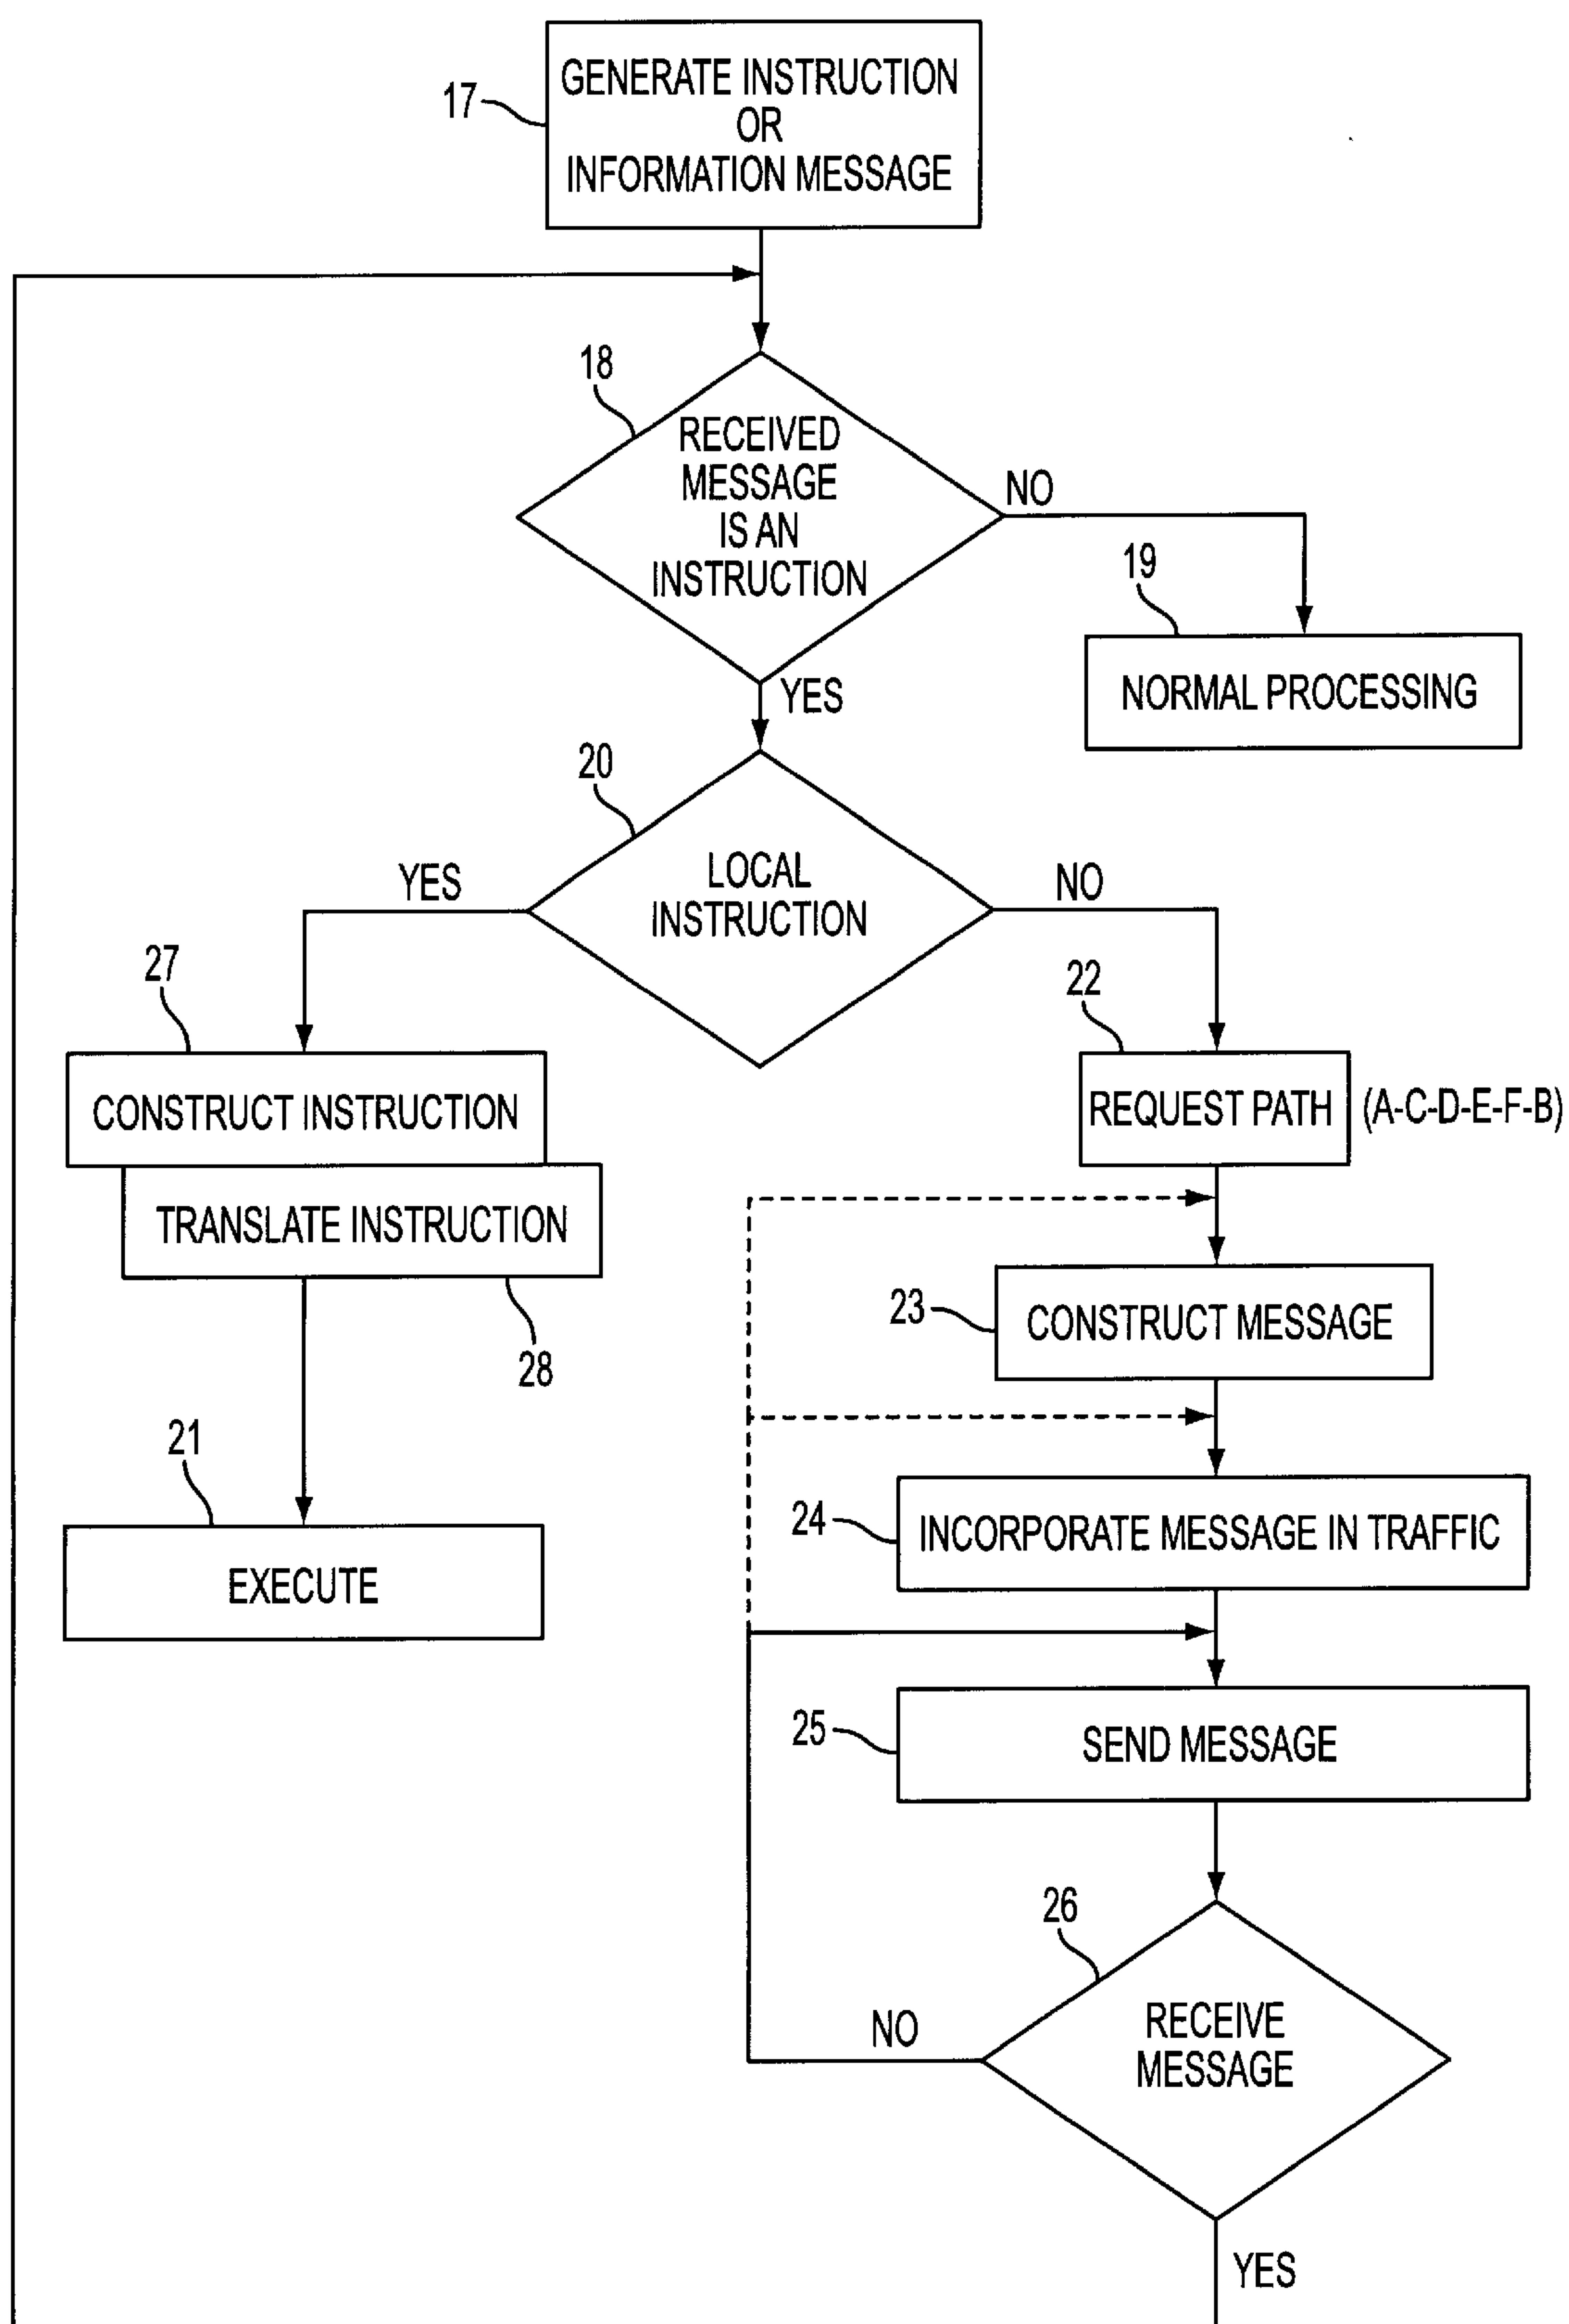 17
GENERATE INSTRUCTION
OR
INFORMATION MESSAGE
18
RECEIVED
MESSAGE
IS AN
INSTRUCTION
NO
19
NORMAL PROCESSING
YES
20
LOCAL
INSTRUCTION
YES
NO
27
CONSTRUCT INSTRUCTION
TRANSLATE INSTRUCTION
28
22
REQUEST PATH (A-C-D-E-F-B)
23
CONSTRUCT MESSAGE
21
EXECUTE
24
INCORPORATE MESSAGE IN TRAFFIC
25
SEND MESSAGE
26
RECEIVE
MESSAGE
NO
YES